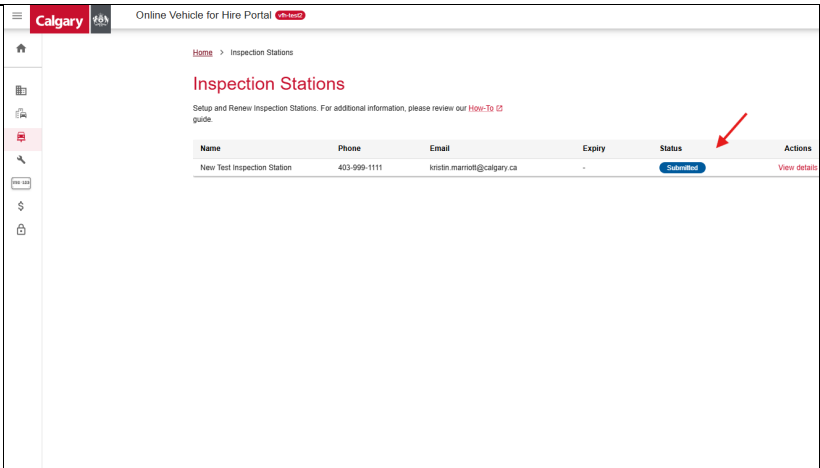 Calgary
Online Vehicle for Hire Portal vfh-test2
Home > Inspection Stations
Inspection Stations
Setup and Renew Inspection Stations. For additional information, please review our How-To
guide.
Name Phone Email Expiry Status Actions
New Test Inspection Station 403-999-1111 kristin.marriott@calgary.ca - Submitted View details
$